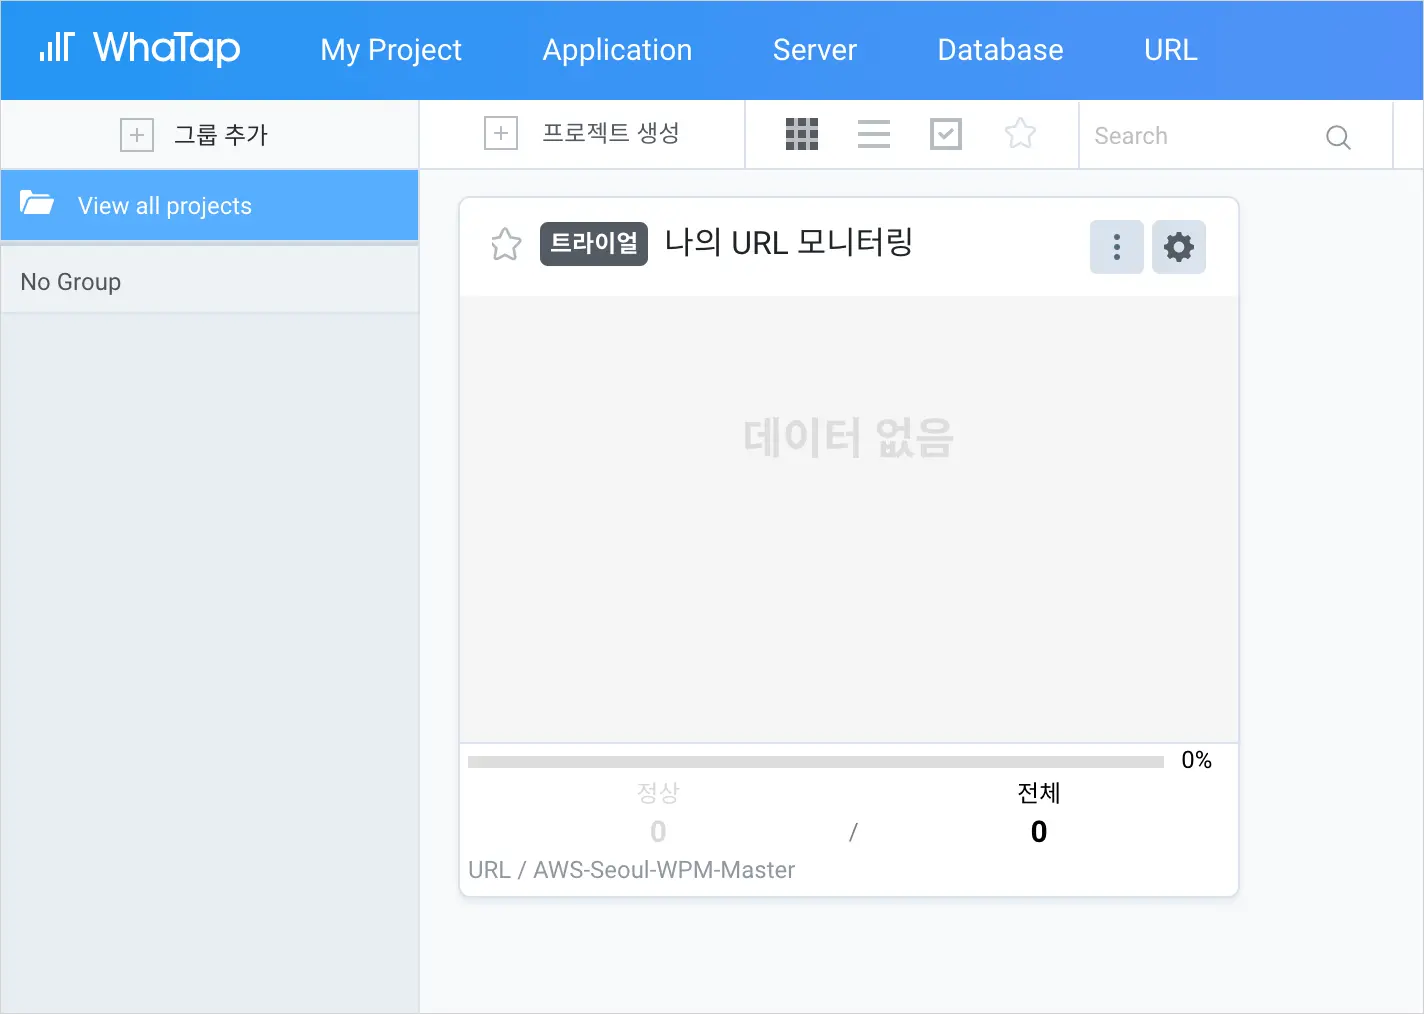 WhaTap My Project Application Server Database URL
그룹 추가 프로젝트 생성 Search
View all projects
No Group
트라이얼 나의 URL 모니터링
데이터 없음
0%
정상 전체
0 / 0
URL / AWS-Seoul-WPM-Master